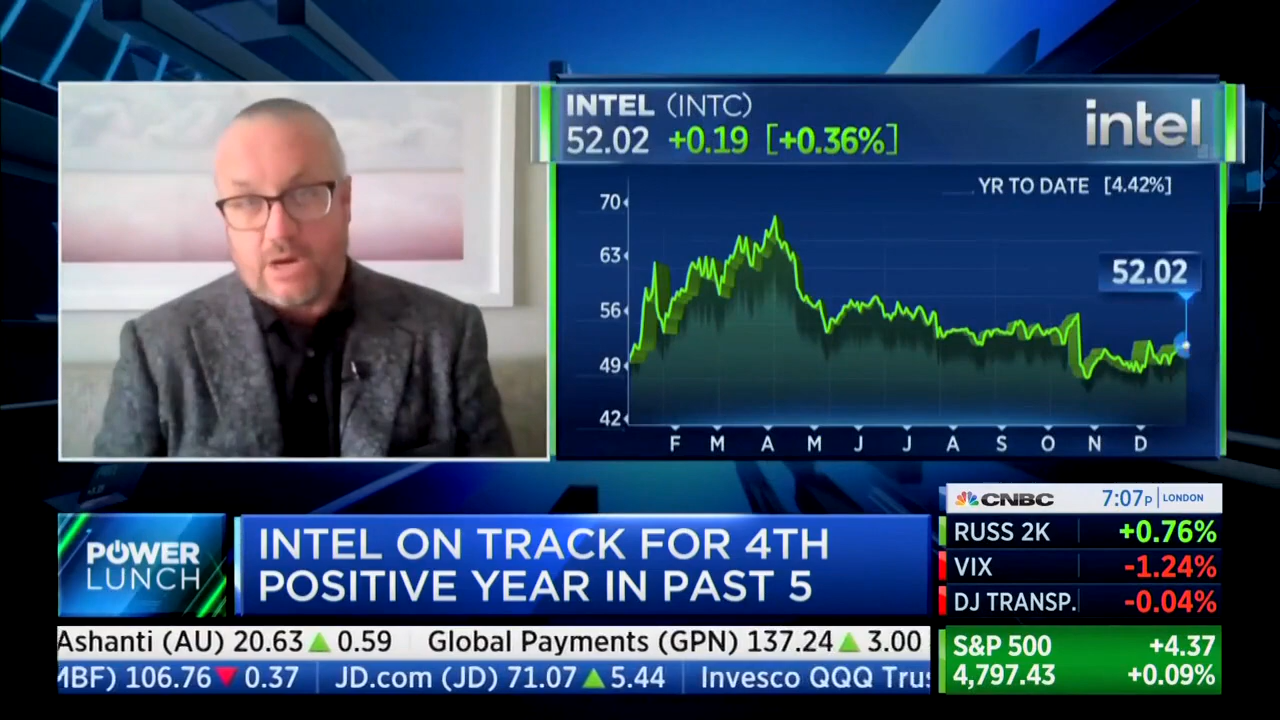 INTEL (INTC)
52.02 +0.19 [+0.36%]
intel
YR TO DATE [4.42%]
70
63
56
49
42
52.02
F M A M J J A S O N D
POWER
LUNCH
INTEL ON TRACK FOR 4TH
POSITIVE YEAR IN PAST 5
CNBC 7:07P LONDON
RUSS 2K +0.76%
VIX -1.24%
DJ TRANSP. -0.04%
S&P 500 +4.37
4,797.43 +0.09%
Ashanti (AU) 20.63 ▲ 0.59 Global Payments (GPN) 137.24 ▲ 3.00
MBF) 106.76 ▼ 0.37 JD.com (JD) 71.07 ▲ 5.44 Invesco QQQ Trus